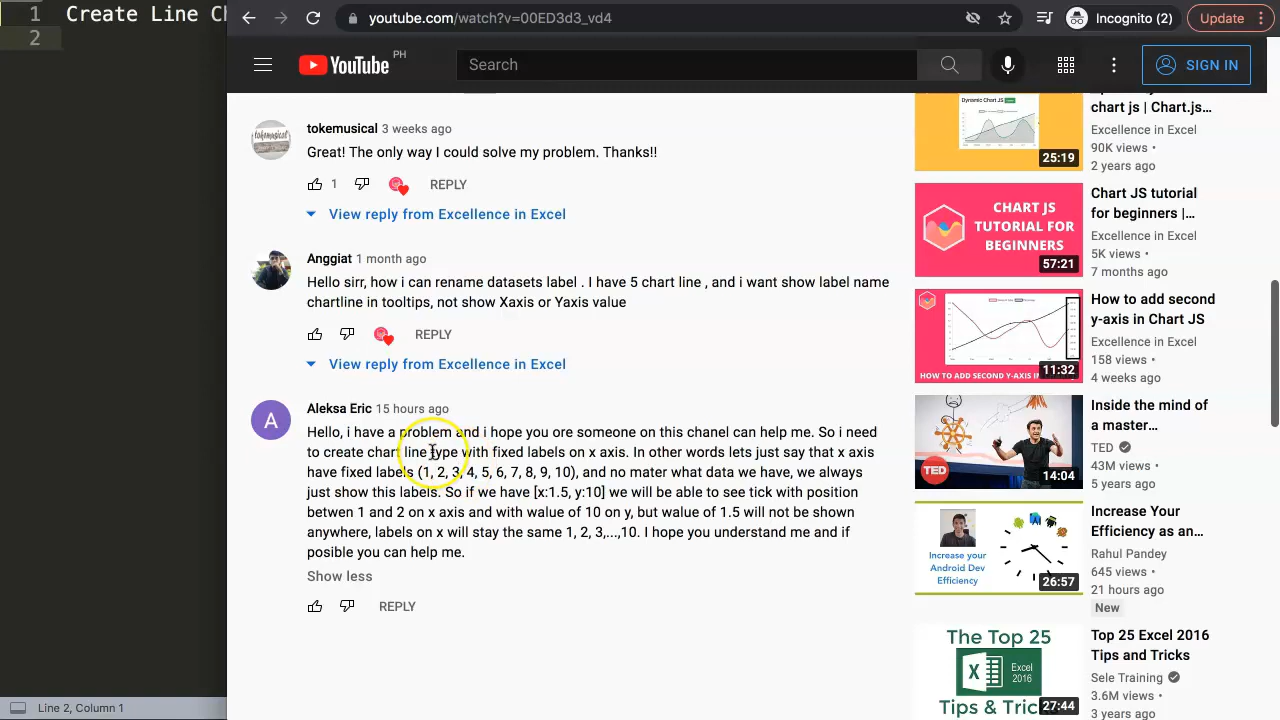 1 Create Line C
2
youtube.com/watch?v=00ED3d3_vd4
Incognito (2)
Update
YouTube PH
Search
SIGN IN
tokemusical 3 weeks ago
Great! The only way I could solve my problem. Thanks!!
1 REPLY
View reply from Excellence in Excel
Anggiat 1 month ago
Hello sirr, how i can rename datasets label . I have 5 chart line , and i want show label name
chartline in tooltips, not show Xaxis or Yaxis value
REPLY
View reply from Excellence in Excel
A
Aleksa Eric 15 hours ago
Hello, i have a problem and i hope you ore someone on this chanel can help me. So i need
to create chart line type with fixed labels on x axis. In other words lets just say that x axis
have fixed labels (1, 2, 3, 4, 5, 6, 7, 8, 9, 10), and no mater what data we have, we always
just show this labels. So if we have [x:1.5, y:10] we will be able to see tick with position
betwen 1 and 2 on x axis and with walue of 10 on y, but walue of 1.5 will not be shown
anywhere, labels on x will stay the same 1, 2, 3,...,10. I hope you understand me and if
posible you can help me.
Show less
REPLY
Dynamic Chart JS
25:19
chart js | Chart.js...
Excellence in Excel
90K views •
2 years ago
CHART JS
TUTORIAL FOR
BEGINNERS
57:21
Chart JS tutorial
for beginners |...
Excellence in Excel
5K views •
7 months ago
HOW TO ADD SECOND Y-AXIS IN
11:32
How to add second
y-axis in Chart JS
Excellence in Excel
158 views •
4 weeks ago
TED
14:04
Inside the mind of
a master...
TED
43M views •
5 years ago
Increase your
Android Dev
Efficiency
26:57
Increase Your
Efficiency as an...
Rahul Pandey
645 views •
21 hours ago
New
The Top 25
Excel
2016
Tips & Tric
27:44
Top 25 Excel 2016
Tips and Tricks
Sele Training
3.6M views •
3 years ago
Line 2, Column 1